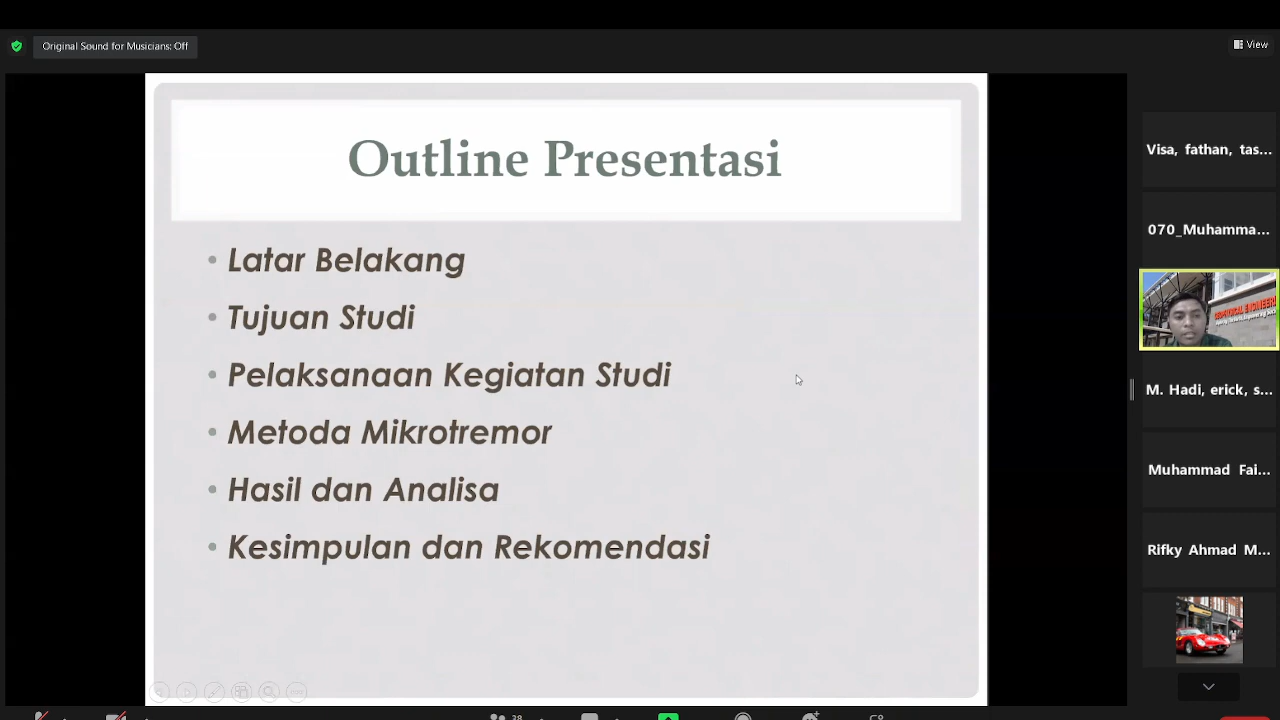 Original Sound for Musicians: Off
View
Outline Presentasi
• Latar Belakang
• Tujuan Studi
• Pelaksanaan Kegiatan Studi
• Metoda Mikrotremor
• Hasil dan Analisa
• Kesimpulan dan Rekomendasi
Visa, fathan, tas...
070_Muhamma...
M. Hadi, erick, s...
Muhammad Fai...
Rifky Ahmad M...